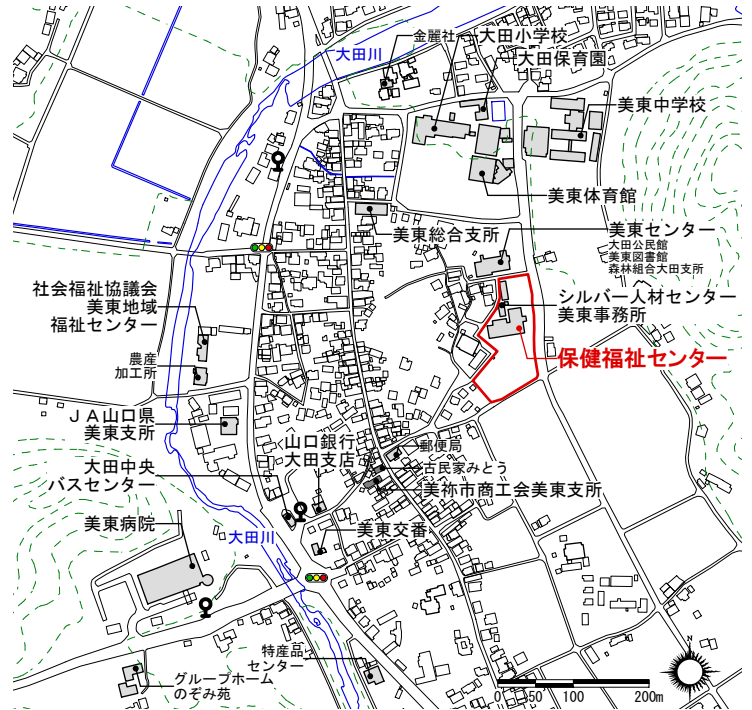 金麗社
大田小学校
大田保育園
大田川
美東中学校
美東体育館
美東総合支所
美東センター
大田公民館
美東図書館
森林組合大田支所
社会福祉協議会
美東地域
福祉センター
シルバー人材センター
美東事務所
保健福祉センター
農産
加工所
JA山口県
美東支所
山口銀行
大田支店
郵便局
古民家みとう
大田中央
バスセンター
美祢市商工会美東支所
美東病院
大田川
美東交番
特産品
センター
グループホーム
のぞみ苑
N
0 50 100 200m